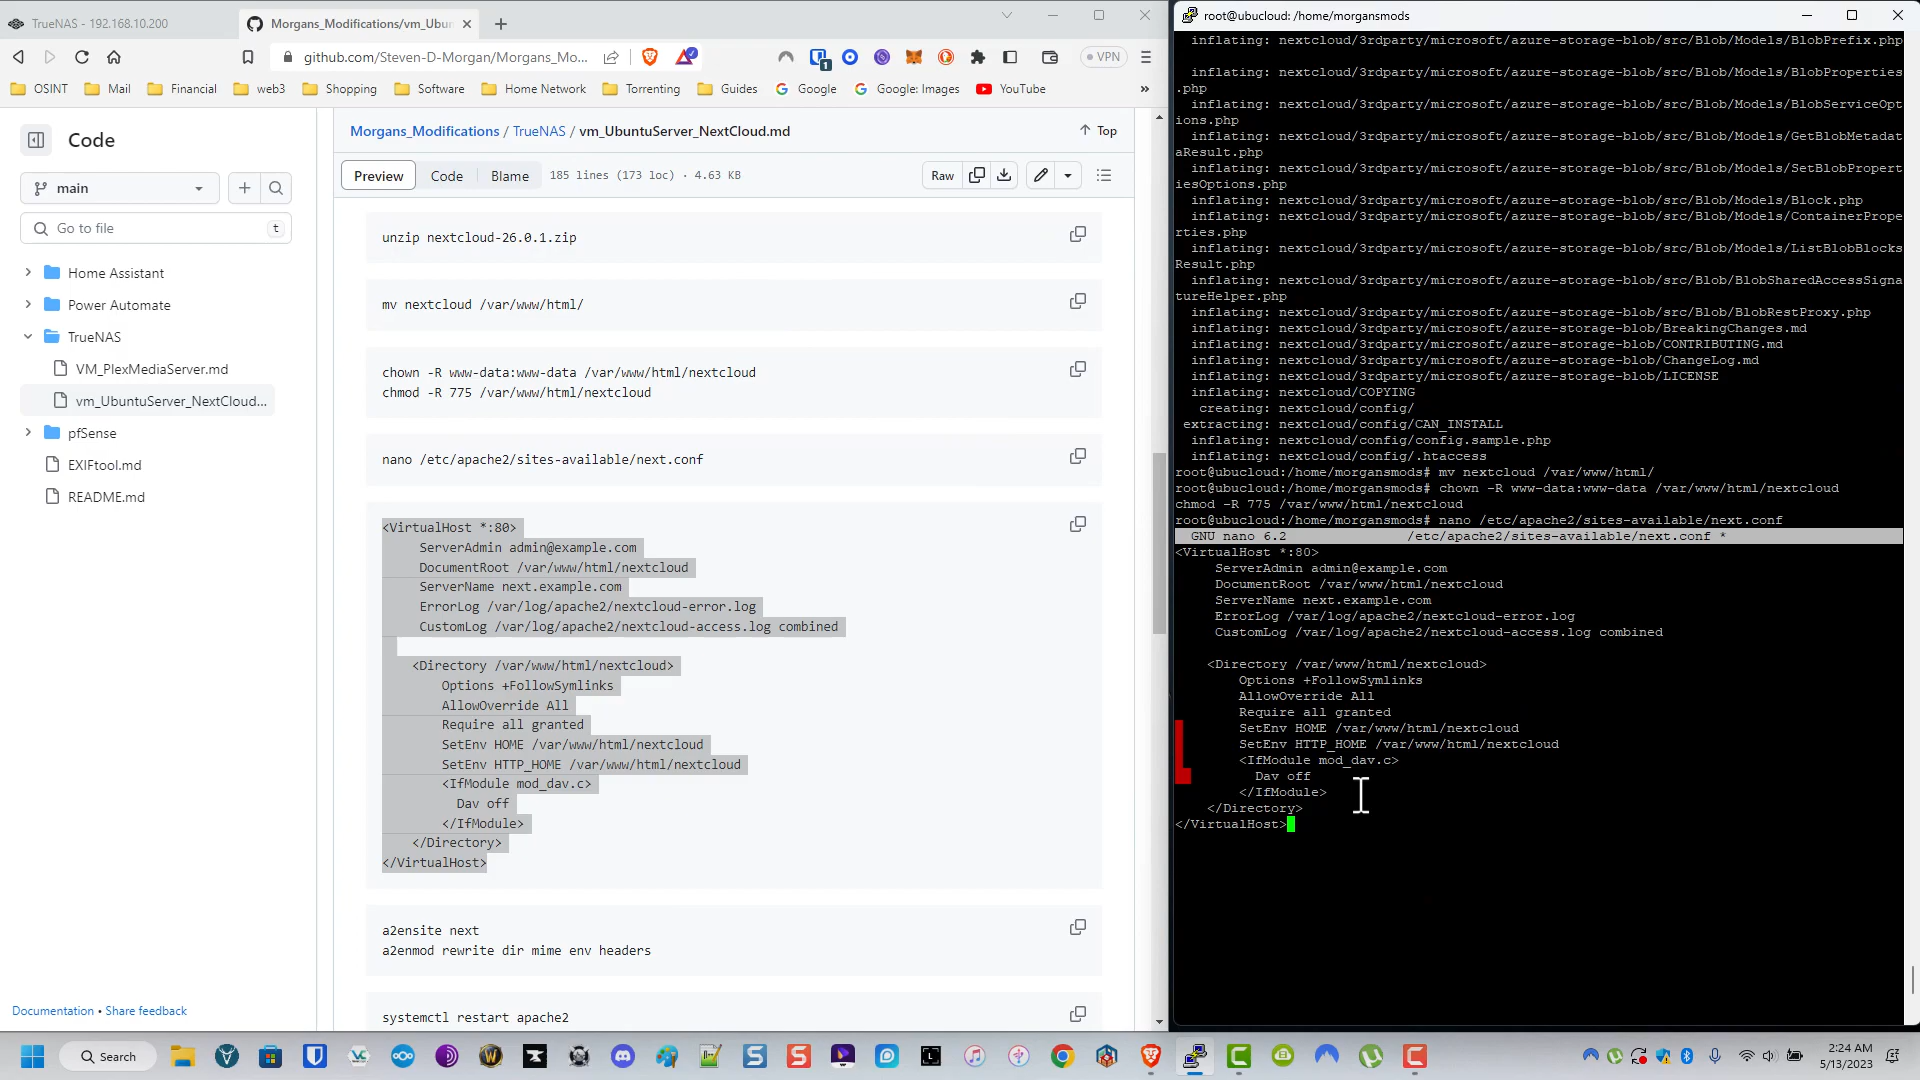 TrueNAS - 192.168.10.200
Morgans_Modifications/vm_Ubun
github.com/Steven-D-Morgan/Morgans_Mo...
1
VPN
OSINT
Mail
Financial
web3
Shopping
Software
Home Network
Torrenting
Guides
Google
Google: Images
YouTube
»
Code
main
Go to file
t
Home Assistant
Power Automate
TrueNAS
VM_PlexMediaServer.md
vm_UbuntuServer_NextCloud...
pfSense
EXIFtool.md
README.md
Documentation • Share feedback
Morgans_Modifications / TrueNAS / vm_UbuntuServer_NextCloud.md
Top
Preview
Code
Blame
185 lines (173 loc) · 4.63 KB
Raw
unzip nextcloud-26.0.1.zip
mv nextcloud /var/www/html/
chown -R www-data:www-data /var/www/html/nextcloud
chmod -R 775 /var/www/html/nextcloud
nano /etc/apache2/sites-available/next.conf
<VirtualHost *:80>
ServerAdmin admin@example.com
DocumentRoot /var/www/html/nextcloud
ServerName next.example.com
ErrorLog /var/log/apache2/nextcloud-error.log
CustomLog /var/log/apache2/nextcloud-access.log combined
<Directory /var/www/html/nextcloud>
Options +FollowSymlinks
AllowOverride All
Require all granted
SetEnv HOME /var/www/html/nextcloud
SetEnv HTTP_HOME /var/www/html/nextcloud
<IfModule mod_dav.c>
Dav off
</IfModule>
</Directory>
</VirtualHost>
a2ensite next
a2enmod rewrite dir mime env headers
systemctl restart apache2
root@ubucloud: /home/morgansmods
inflating: nextcloud/3rdparty/microsoft/azure-storage-blob/src/Blob/Models/BlobPrefix.php
inflating: nextcloud/3rdparty/microsoft/azure-storage-blob/src/Blob/Models/BlobProperties
.php
inflating: nextcloud/3rdparty/microsoft/azure-storage-blob/src/Blob/Models/BlobServiceOpt
ions.php
inflating: nextcloud/3rdparty/microsoft/azure-storage-blob/src/Blob/Models/GetBlobMetadat
aResult.php
inflating: nextcloud/3rdparty/microsoft/azure-storage-blob/src/Blob/Models/SetBlobPropert
iesOptions.php
inflating: nextcloud/3rdparty/microsoft/azure-storage-blob/src/Blob/Models/Block.php
inflating: nextcloud/3rdparty/microsoft/azure-storage-blob/src/Blob/Models/ContainerPrope
rties.php
inflating: nextcloud/3rdparty/microsoft/azure-storage-blob/src/Blob/Models/ListBlobBlocks
Result.php
inflating: nextcloud/3rdparty/microsoft/azure-storage-blob/src/Blob/BlobSharedAccessSigna
tureHelper.php
inflating: nextcloud/3rdparty/microsoft/azure-storage-blob/src/Blob/BlobRestProxy.php
inflating: nextcloud/3rdparty/microsoft/azure-storage-blob/BreakingChanges.md
inflating: nextcloud/3rdparty/microsoft/azure-storage-blob/CONTRIBUTING.md
inflating: nextcloud/3rdparty/microsoft/azure-storage-blob/ChangeLog.md
inflating: nextcloud/3rdparty/microsoft/azure-storage-blob/LICENSE
inflating: nextcloud/COPYING
creating: nextcloud/config/
extracting: nextcloud/config/CAN_INSTALL
inflating: nextcloud/config/config.sample.php
inflating: nextcloud/config/.htaccess
root@ubucloud:/home/morgansmods# mv nextcloud /var/www/html/
root@ubucloud:/home/morgansmods# chown -R www-data:www-data /var/www/html/nextcloud
chmod -R 775 /var/www/html/nextcloud
root@ubucloud:/home/morgansmods# nano /etc/apache2/sites-available/next.conf
GNU nano 6.2 /etc/apache2/sites-available/next.conf *
<VirtualHost *:80>
ServerAdmin admin@example.com
DocumentRoot /var/www/html/nextcloud
ServerName next.example.com
ErrorLog /var/log/apache2/nextcloud-error.log
CustomLog /var/log/apache2/nextcloud-access.log combined
<Directory /var/www/html/nextcloud>
Options +FollowSymlinks
AllowOverride All
Require all granted
SetEnv HOME /var/www/html/nextcloud
SetEnv HTTP_HOME /var/www/html/nextcloud
<IfModule mod_dav.c>
Dav off
</IfModule>
</Directory>
</VirtualHost>
Search
2:24 AM
5/13/2023